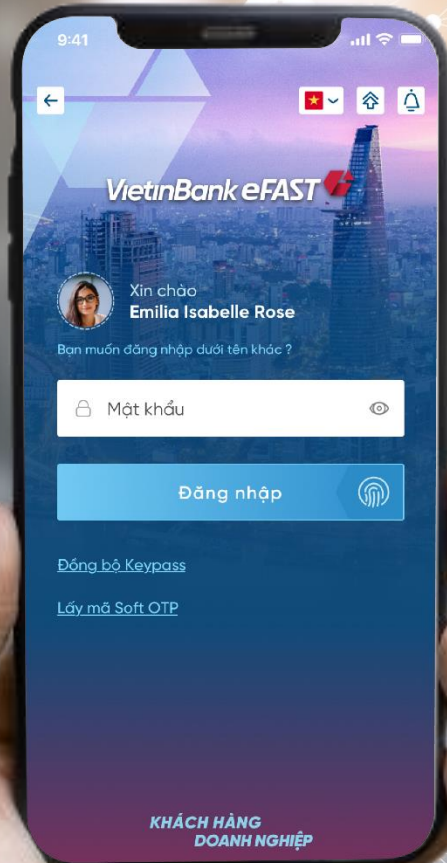 9:41
VietinBank eFAST
Xin chào
Emilia Isabelle Rose
Bạn muốn đăng nhập dưới tên khác ?
Mật khẩu
Đăng nhập
Đồng bộ Keypass
Lấy mã Soft OTP
KHÁCH HÀNG
DOANH NGHIỆP